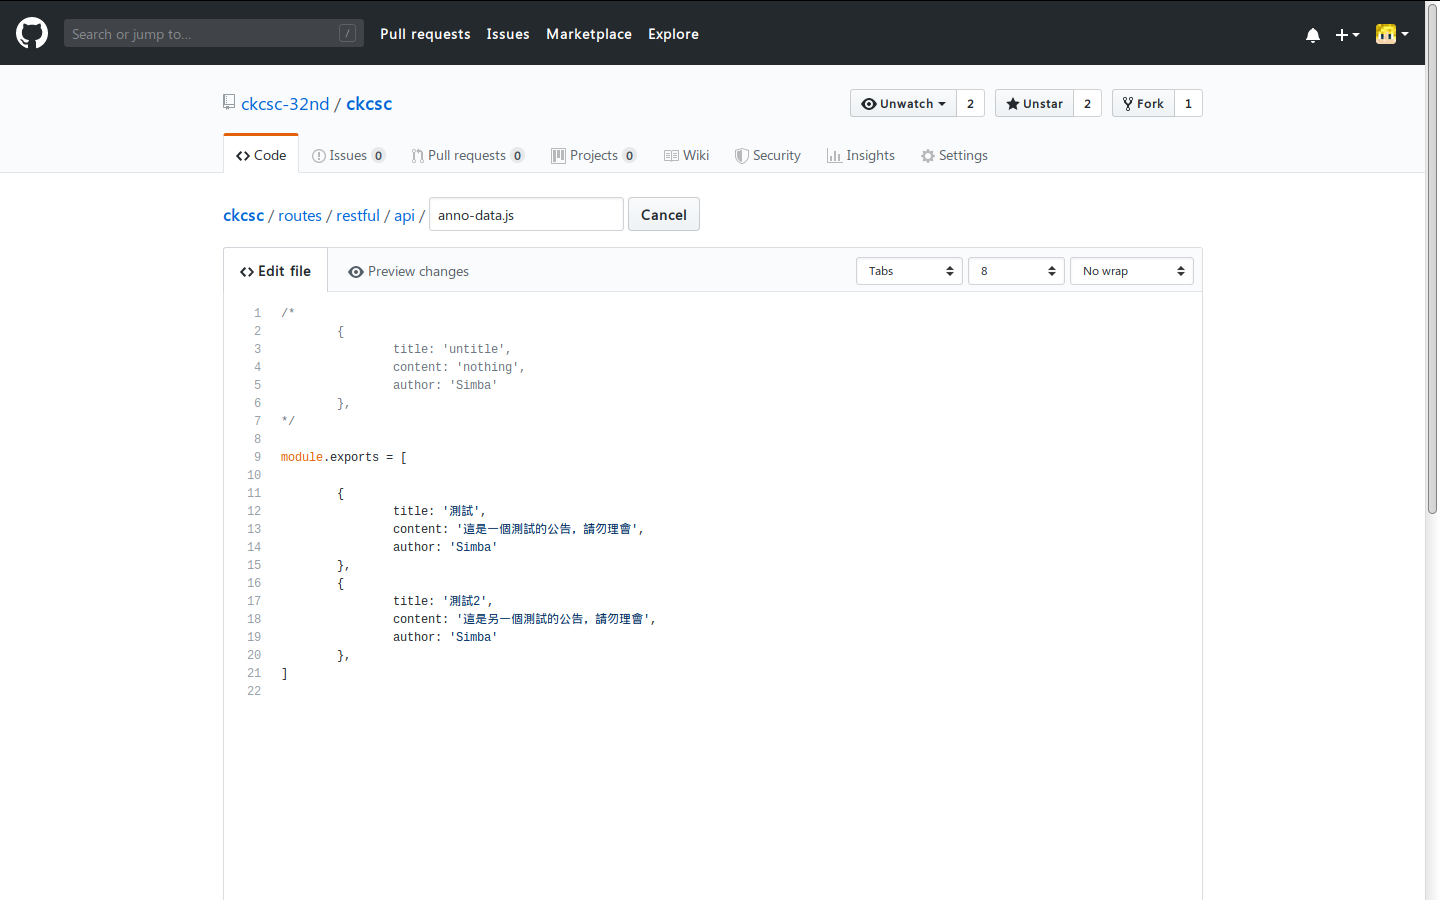 Search or jump to... / Pull requests Issues Marketplace Explore
ckcsc-32nd / ckcsc Unwatch 2 Unstar 2 Fork 1
Code Issues 0 Pull requests 0 Projects 0 Wiki Security Insights Settings
ckcsc / routes / restful / api / anno-data.js Cancel
Edit file Preview changes Tabs 8 No wrap
1 /*
2 {
3 title: 'untitle',
4 content: 'nothing',
5 author: 'Simba'
6 },
7 */
8
9 module.exports = [
10
11 {
12 title: '測試',
13 content: '這是一個測試的公告，請勿理會',
14 author: 'Simba'
15 },
16 {
17 title: '測試2',
18 content: '這是另一個測試的公告，請勿理會',
19 author: 'Simba'
20 },
21 ]
22